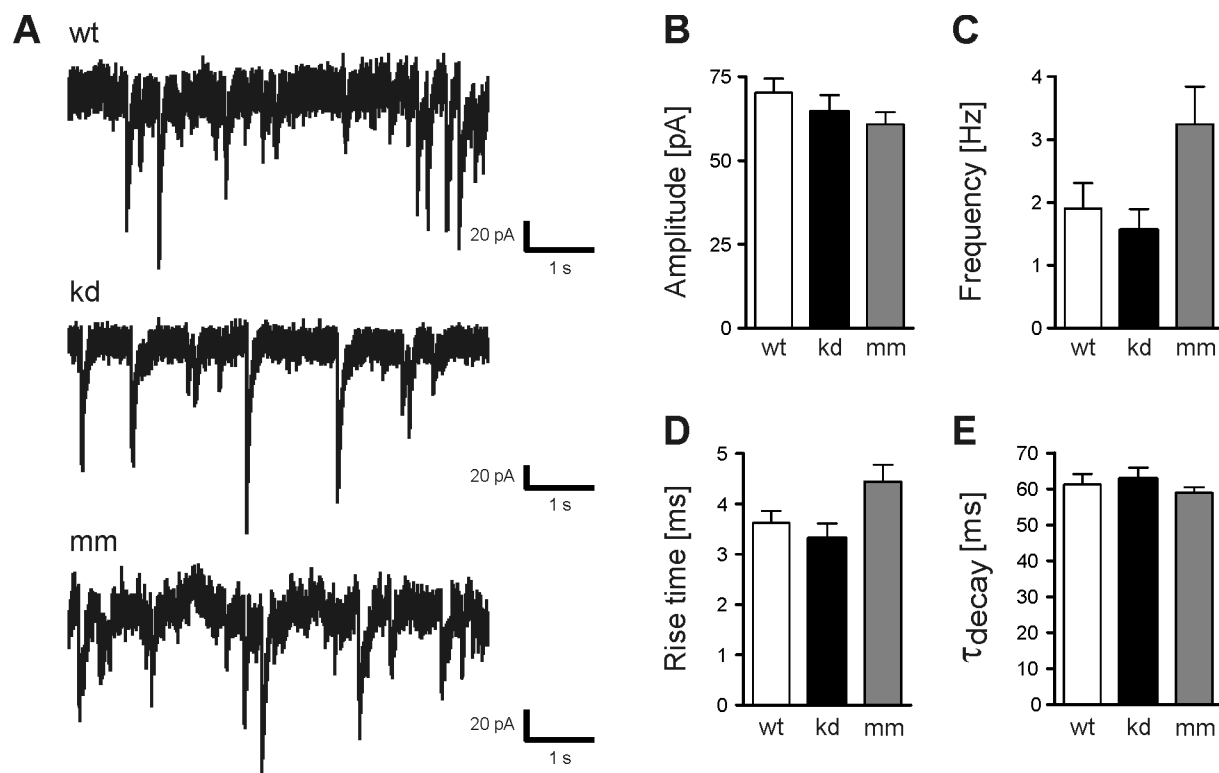 A
wt
20 pA
1 s
kd
20 pA
1 s
mm
20 pA
1 s
B
Amplitude [pA]
75
50
25
0
wt kd mm
C
Frequency [Hz]
4
3
2
1
0
wt kd mm
D
Rise time [ms]
5
4
3
2
1
0
wt kd mm
E
τdecay [ms]
70
60
50
40
30
20
10
0
wt kd mm